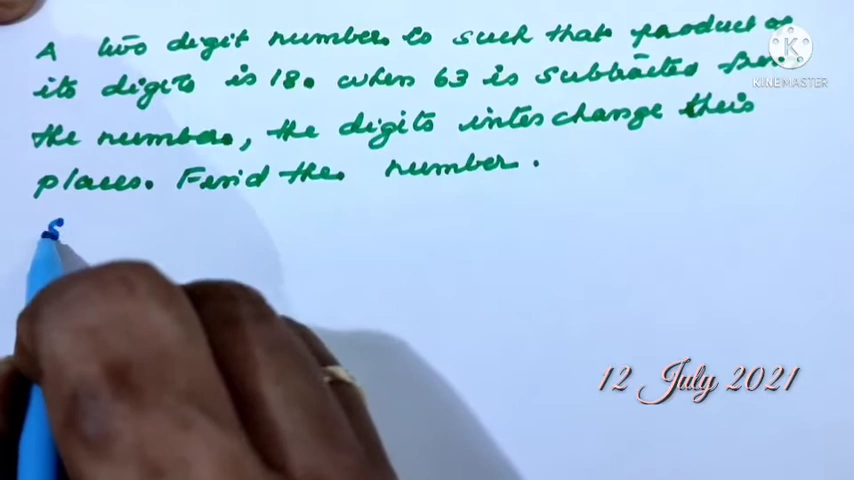 A two digit number is such that product of
its digits is 18. when 63 is subtracted from
the number, the digits interchange their
places. Find the number.
S
K
KINEMASTER
12 July 2021